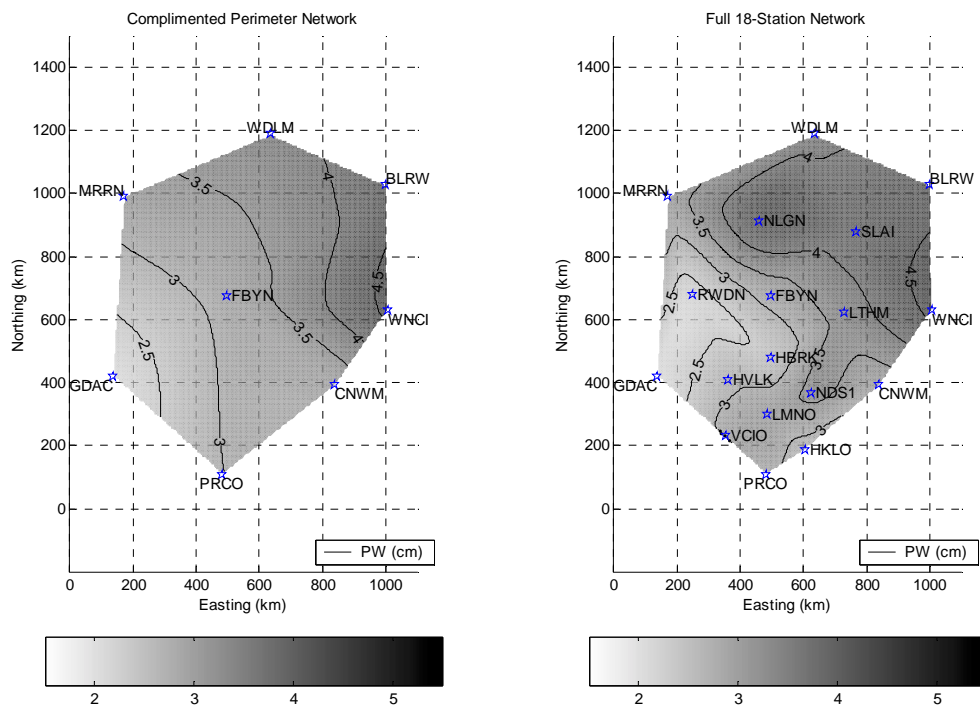 Complimented Perimeter Network
1400
1200
1000
800
600
400
200
0
Northing (km)
WDLM
BLRW
MRRN
3.5
4
3
FBYN
4.5
WNCI
3.5
4
2.5
GDAC
CNWM
3
PRCO
PW (cm)
0 200 400 600 800 1000
Easting (km)
2 3 4 5
Full 18-Station Network
1400
1200
1000
800
600
400
200
0
Northing (km)
WDLM
4
BLRW
MRRN
3.5
NLGN
SLAI
4
3
4.5
2.5
RWDN
FBYN
LTHM
WNCI
HBRK
3.5
2.5
HVLK
GDAC
CNWM
NDS1
3
LMNO
VCIO
3
HKLO
PRCO
PW (cm)
0 200 400 600 800 1000
Easting (km)
2 3 4 5